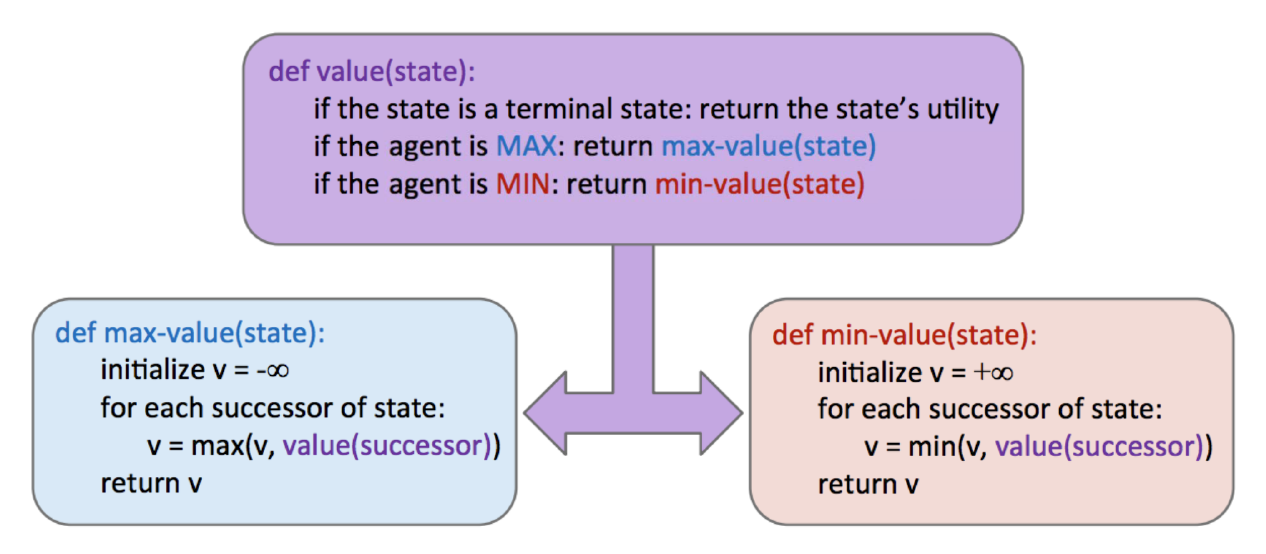 def value(state):
if the state is a terminal state: return the state’s utility
if the agent is MAX: return max-value(state)
if the agent is MIN: return min-value(state)
def max-value(state):
initialize v = -∞
for each successor of state:
v = max(v, value(successor))
return v
def min-value(state):
initialize v = +∞
for each successor of state:
v = min(v, value(successor))
return v